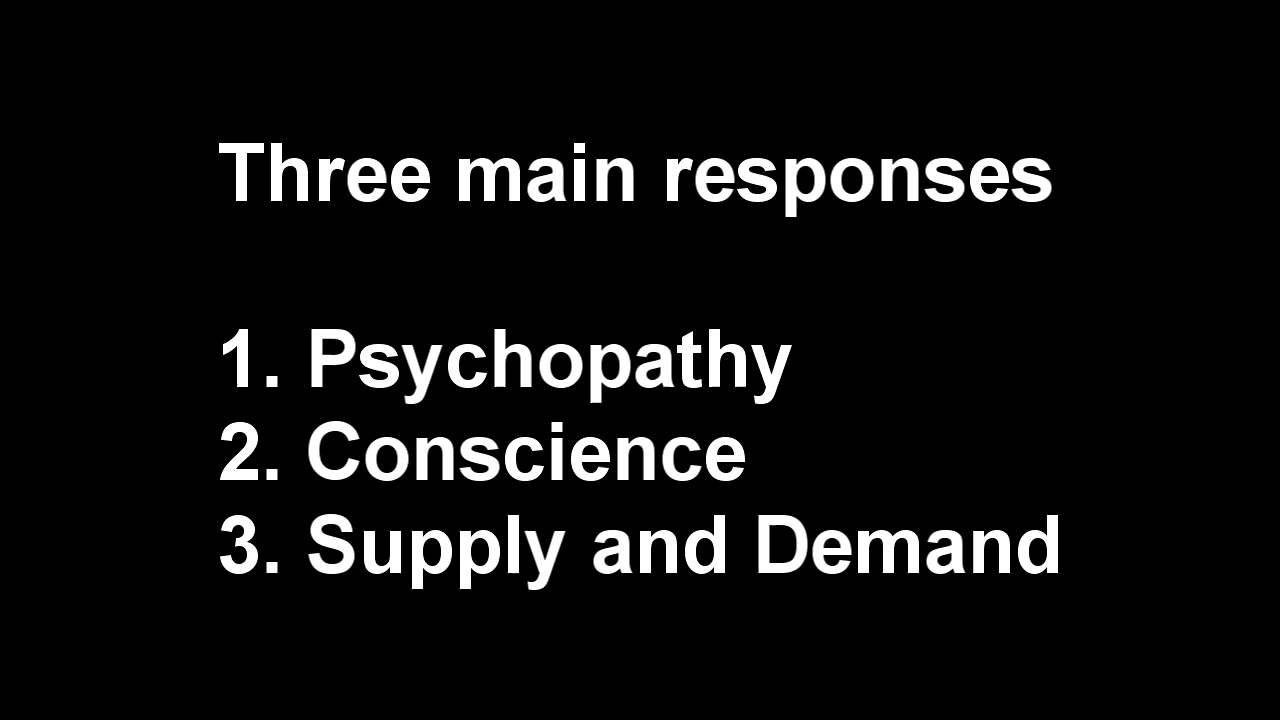 Three main responses
1. Psychopathy
2. Conscience
3. Supply and Demand